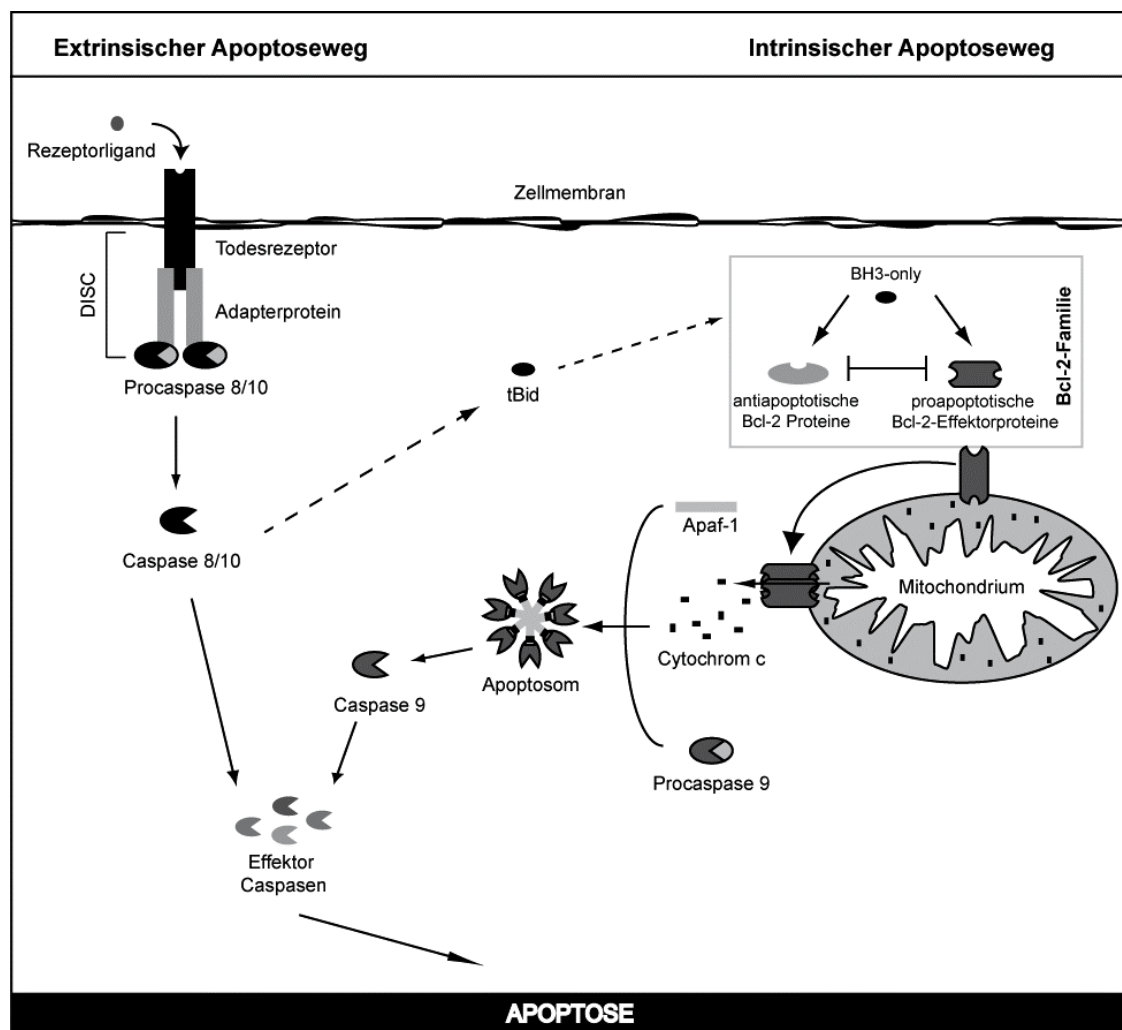 Extrinsischer Apoptoseweg
Intrinsischer Apoptoseweg
Rezeptorligand
Zellmembran
Todesrezeptor
DISC
Adapterprotein
Procaspase 8/10
tBid
BH3-only
antiapoptotische
Bcl-2 Proteine
proapoptotische
Bcl-2-Effektorproteine
Bcl-2-Familie
Caspase 8/10
Apaf-1
Mitochondrium
Cytochrom c
Apoptosom
Caspase 9
Procaspase 9
Effektor
Caspasen
APOPTOSE